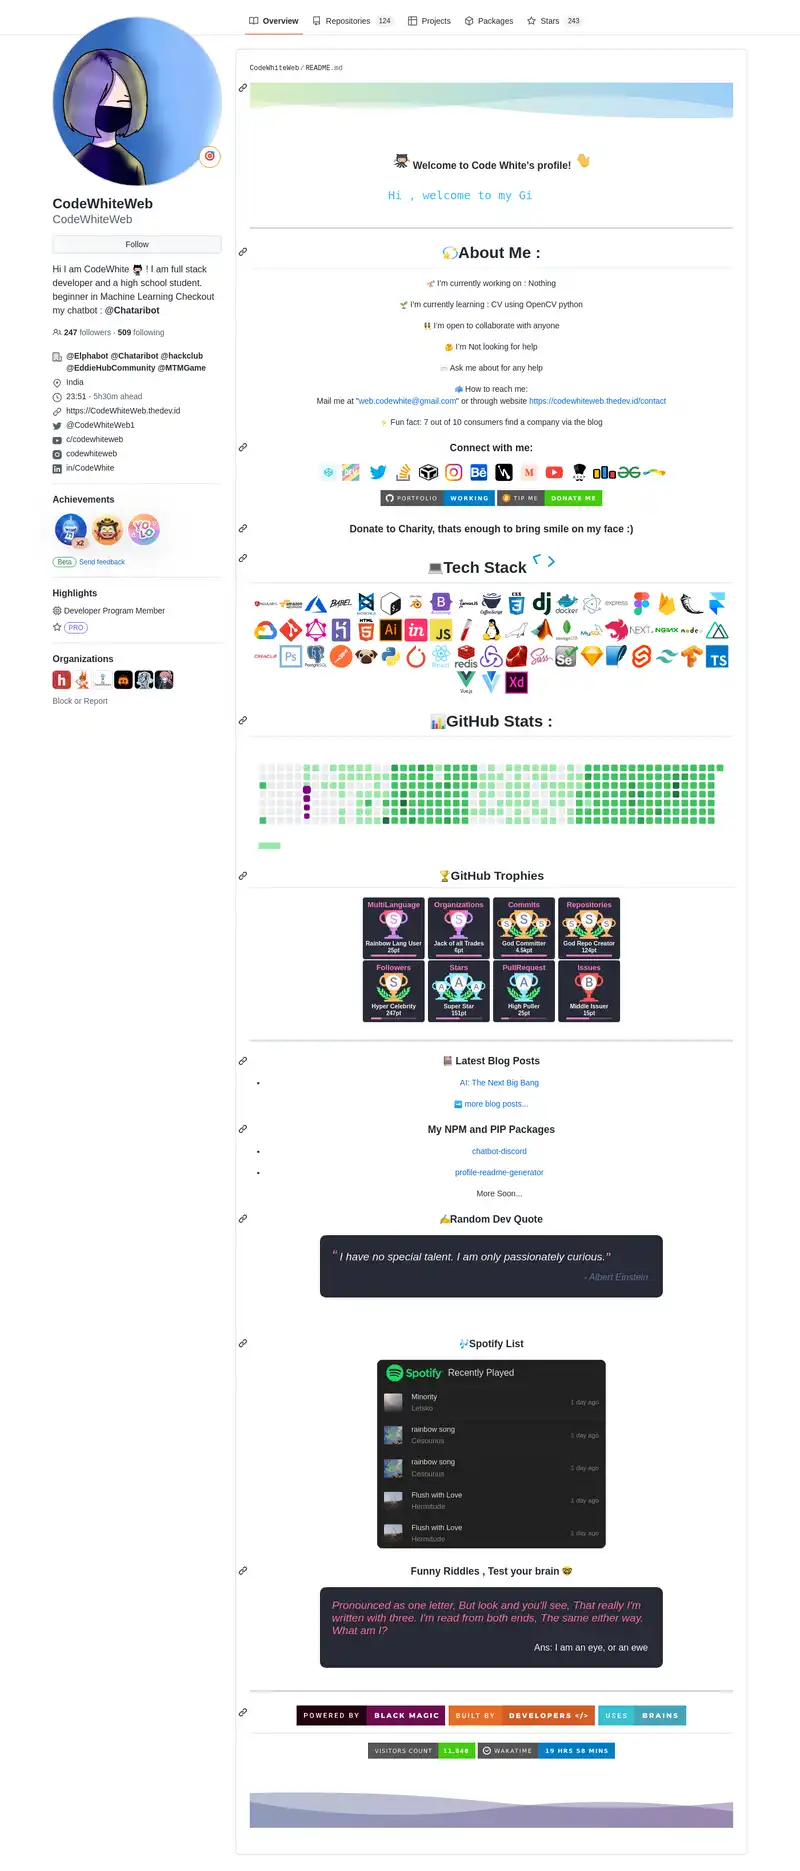 Overview
Repositories 124
Projects
Packages
Stars 243
CodeWhiteWeb
CodeWhiteWeb
Follow
Hi I am CodeWhite ! I am full stack
developer and a high school student.
beginner in Machine Learning Checkout
my chatbot : @Chataribot
247 followers · 509 following
@Elphabot @Chataribot @hackclub
@EddieHubCommunity @MTMGame
India
23:51 - 5h30m ahead
https://CodeWhiteWeb.thedev.id
@CodeWhiteWeb1
c/codewhiteweb
codewhiteweb
in/CodeWhite
Achievements
x2
YOLO
Beta Send feedback
Highlights
Developer Program Member
PRO
Organizations
Block or Report
CodeWhiteWeb/README.md
Welcome to Code White's profile!
Hi , welcome to my Gi
💫About Me :
🔭 I'm currently working on : Nothing
🌱 I'm currently learning : CV using OpenCV python
👯 I'm open to collaborate with anyone
🤔 I'm Not looking for help
💬 Ask me about for any help
📫 How to reach me:
Mail me at "web.codewhite@gmail.com" or through website https://codewhiteweb.thedev.id/contact
⚡ Fun fact: 7 out of 10 consumers find a company via the blog
Connect with me:
PORTFOLIO WORKING TIP ME DONATE ME
Donate to Charity, thats enough to bring smile on my face :)
💻Tech Stack
📊GitHub Stats :
🏆GitHub Trophies
MultiLanguage Organizations Commits Repositories
Rainbow Lang User Jack of all Trades God Committer God Repo Creator
25pt 6pt 4.5kpt 124pt
Followers Stars PullRequest Issues
Hyper Celebrity Super Star High Puller Middle Issuer
247pt 151pt 25pt 15pt
Latest Blog Posts
AI: The Next Big Bang
➡️ more blog posts...
My NPM and PIP Packages
chatbot-discord
profile-readme-generator
More Soon...
✍️Random Dev Quote
“ I have no special talent. I am only passionately curious.”
- Albert Einstein
🎶Spotify List
Spotify Recently Played
Minority
Letsko
1 day ago
rainbow song
Cesounus
1 day ago
rainbow song
Cesounus
1 day ago
Flush with Love
Hermitude
1 day ago
Flush with Love
Hermitude
1 day ago
Funny Riddles , Test your brain 🤓
Pronounced as one letter, But look and you'll see, That really I'm
written with three. I'm read from both ends, The same either way.
What am I?
Ans: I am an eye, or an ewe
POWERED BY BLACK MAGIC BUILT BY DEVELOPERS </> USES BRAINS
VISITORS COUNT 11,840 WAKATIME 19 HRS 58 MINS